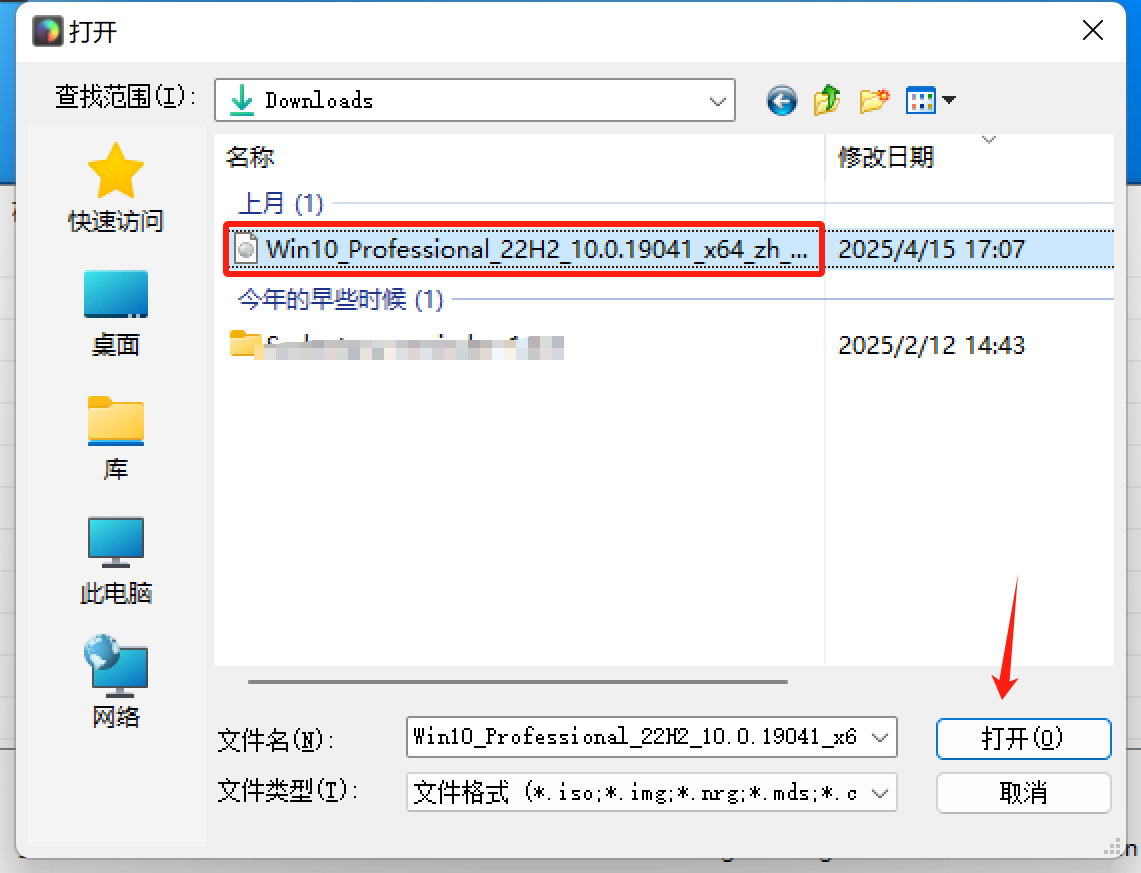 打开
查找范围(I):
Downloads
快速访问
桌面
库
此电脑
网络
名称
修改日期
上月 (1)
Win10_Professional_22H2_10.0.19041_x64_zh_...
2025/4/15 17:07
今年的早些时候 (1)
2025/2/12 14:43
文件名(N):
Win10_Professional_22H2_10.0.19041_x6
打开(O)
文件类型(T):
文件格式 (*.iso;*.img;*.nrg;*.mds;*.c
取消